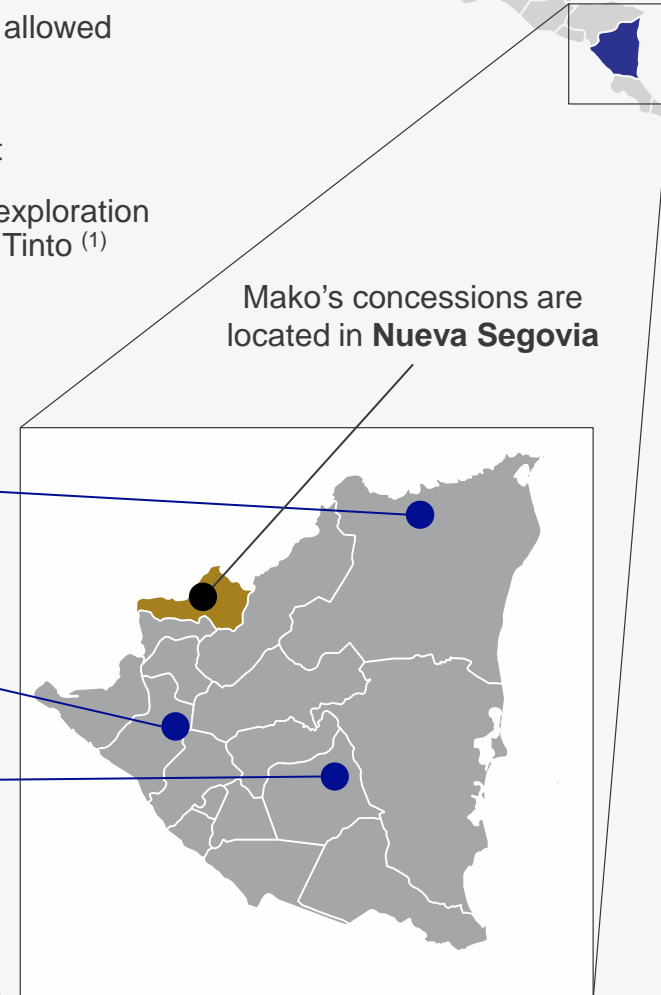 allowed
exploration
Tinto (1)
Mako’s concessions are
located in Nueva Segovia